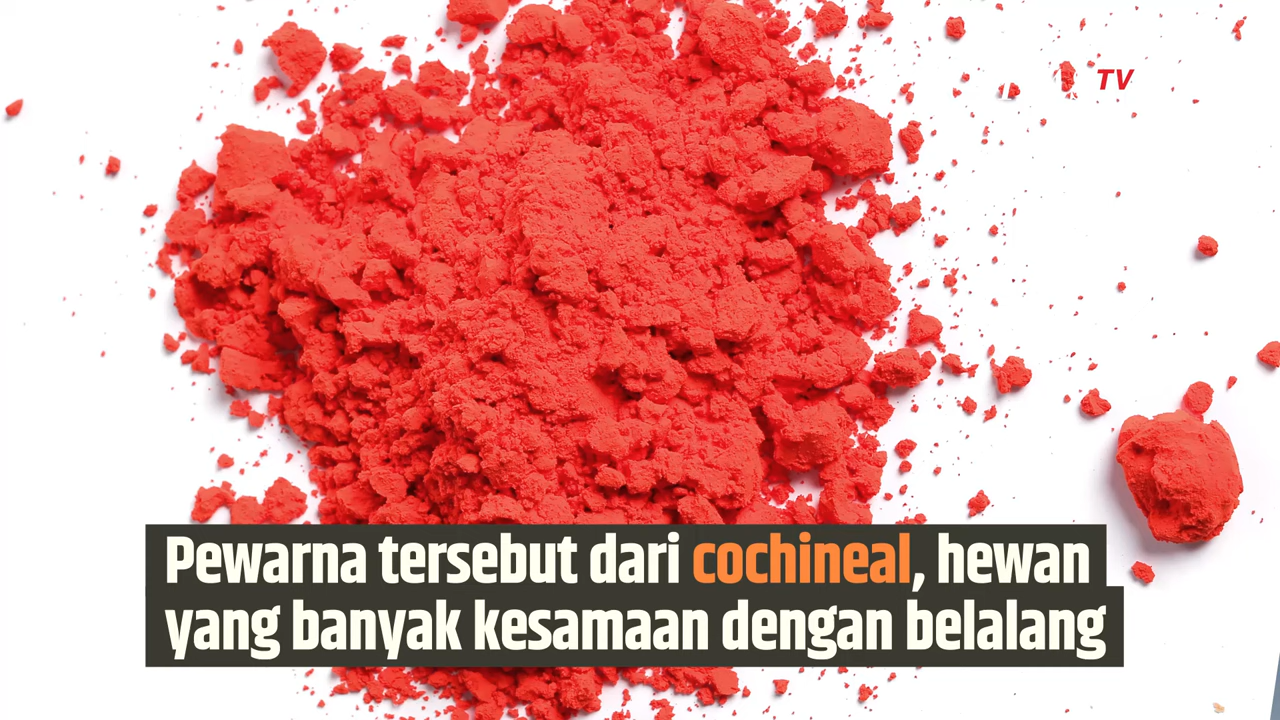 TV
Pewarna tersebut dari cochineal, hewan
yang banyak kesamaan dengan belalang